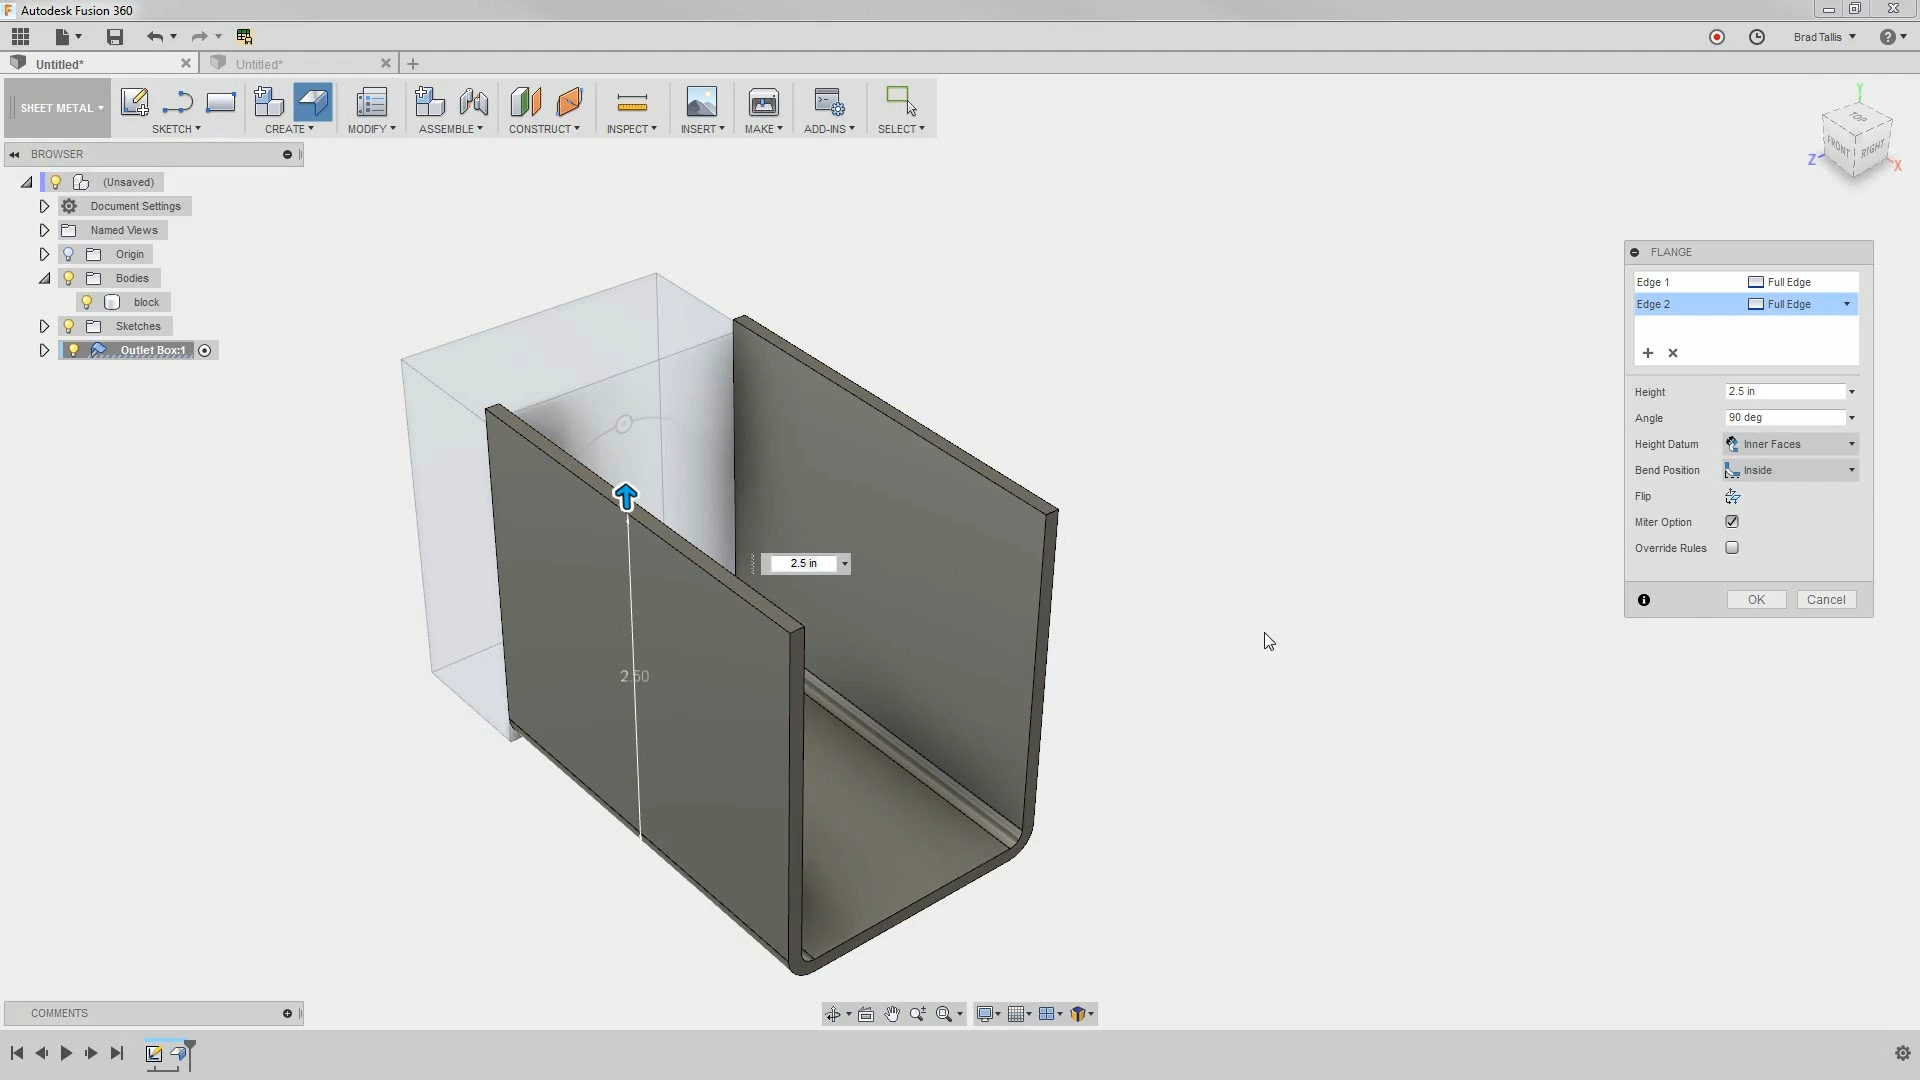 Autodesk Fusion 360
Brad Tallis
Untitled*
Untitled*
SHEET METAL
SKETCH
CREATE
MODIFY
ASSEMBLE
CONSTRUCT
INSPECT
INSERT
MAKE
ADD-INS
SELECT
BROWSER
(Unsaved)
Document Settings
Named Views
Origin
Bodies
block
Sketches
Outlet Box:1
Y
TOP
FRONT
RIGHT
Z
X
FLANGE
Edge 1 Full Edge
Edge 2 Full Edge
Height 2.5 in
Angle 90 deg
Height Datum Inner Faces
Bend Position Inside
Flip
Miter Option
Override Rules
OK Cancel
2.5 in
2.50
COMMENTS